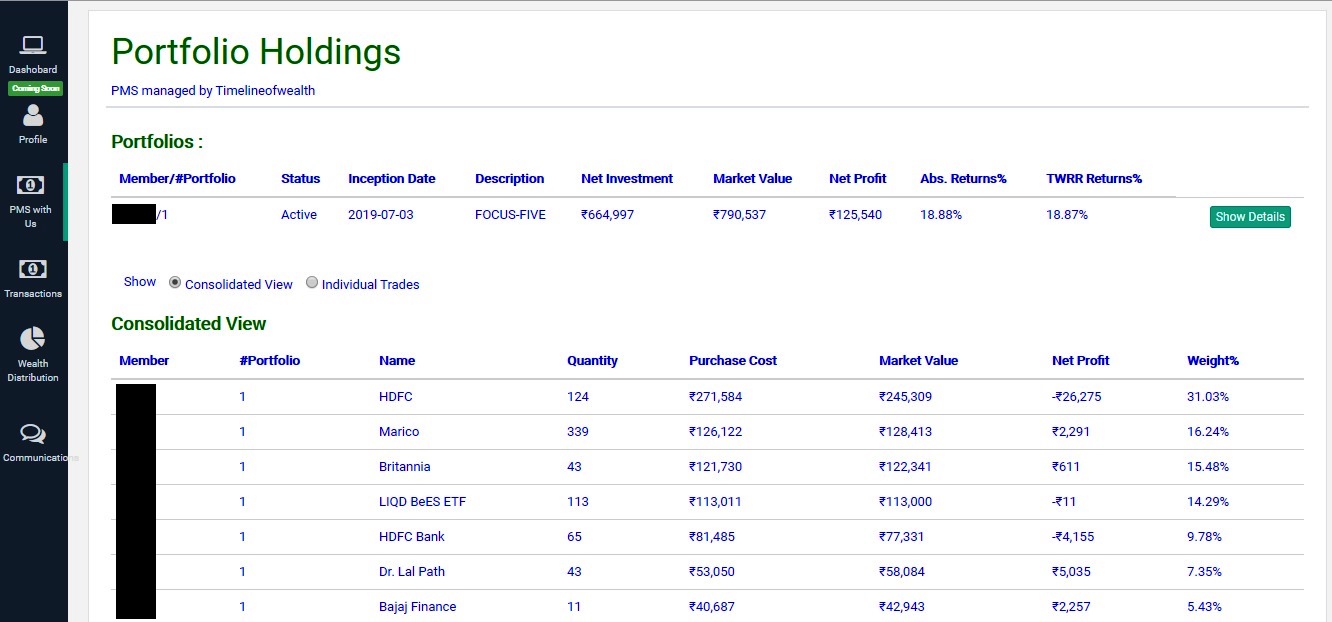 Dashobard
Coming Soon
Profile
PMS with
Us
Transactions
Wealth
Distribution
Communications
Portfolio Holdings
PMS managed by Timelineofwealth
Portfolios :
Member/#Portfolio Status Inception Date Description Net Investment Market Value Net Profit Abs. Returns% TWRR Returns%
/1 Active 2019-07-03 FOCUS-FIVE ₹664,997 ₹790,537 ₹125,540 18.88% 18.87% Show Details
Show Consolidated View Individual Trades
Consolidated View
Member #Portfolio Name Quantity Purchase Cost Market Value Net Profit Weight%
1 HDFC 124 ₹271,584 ₹245,309 -₹26,275 31.03%
1 Marico 339 ₹126,122 ₹128,413 ₹2,291 16.24%
1 Britannia 43 ₹121,730 ₹122,341 ₹611 15.48%
1 LIQD BeES ETF 113 ₹113,011 ₹113,000 -₹11 14.29%
1 HDFC Bank 65 ₹81,485 ₹77,331 -₹4,155 9.78%
1 Dr. Lal Path 43 ₹53,050 ₹58,084 ₹5,035 7.35%
1 Bajaj Finance 11 ₹40,687 ₹42,943 ₹2,257 5.43%